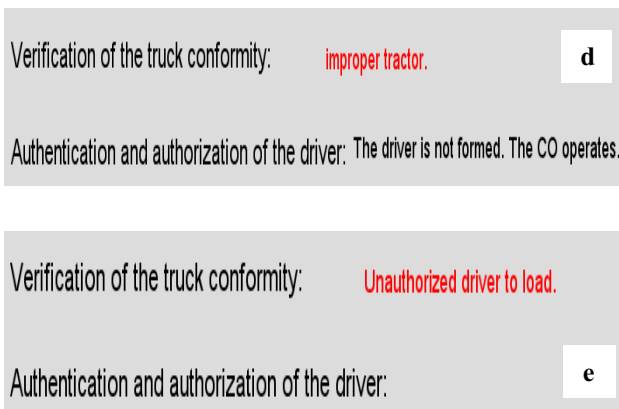 Verification of the truck conformity: improper tractor.
d
Authentication and authorization of the driver: The driver is not formed. The CO operates.
Verification of the truck conformity: Unauthorized driver to load.
Authentication and authorization of the driver:
e